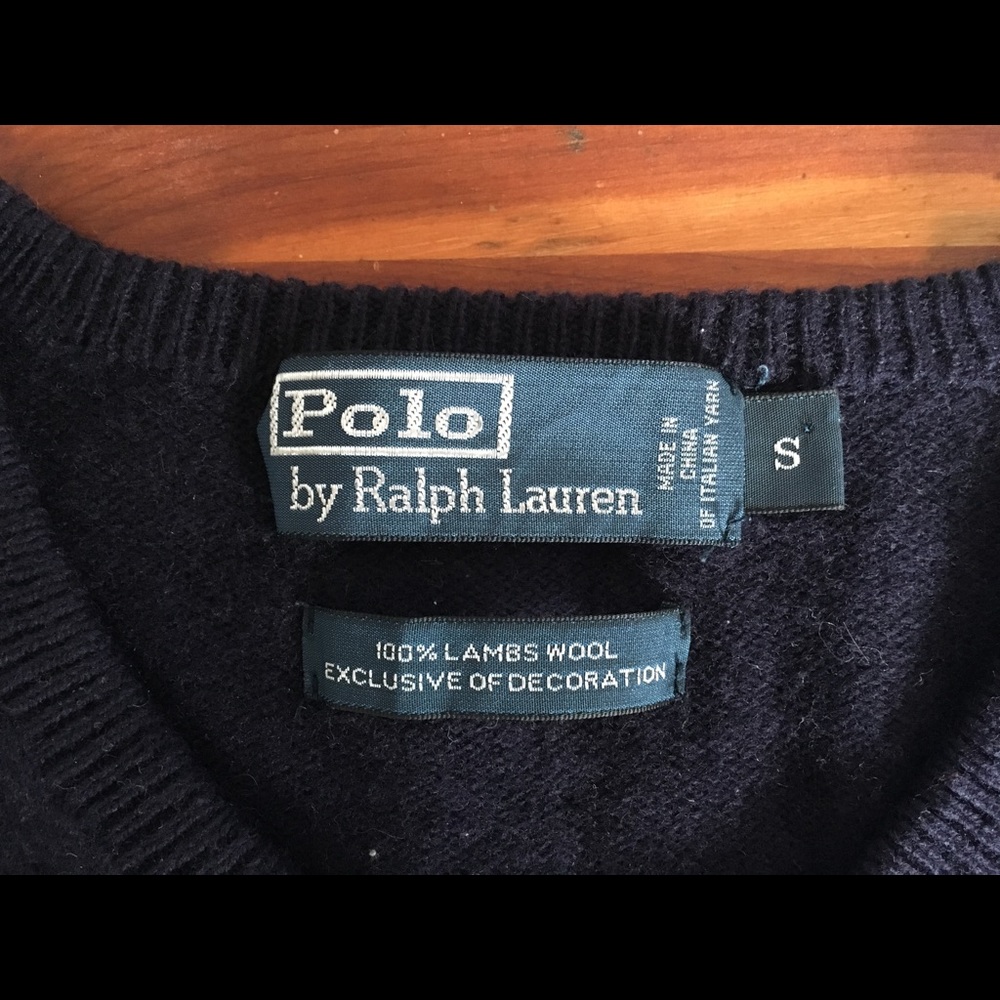 Polo
by Ralph Lauren
MADE IN
CHINA
OF ITALIAN YARN
S
100% LAMBS WOOL
EXCLUSIVE OF DECORATION